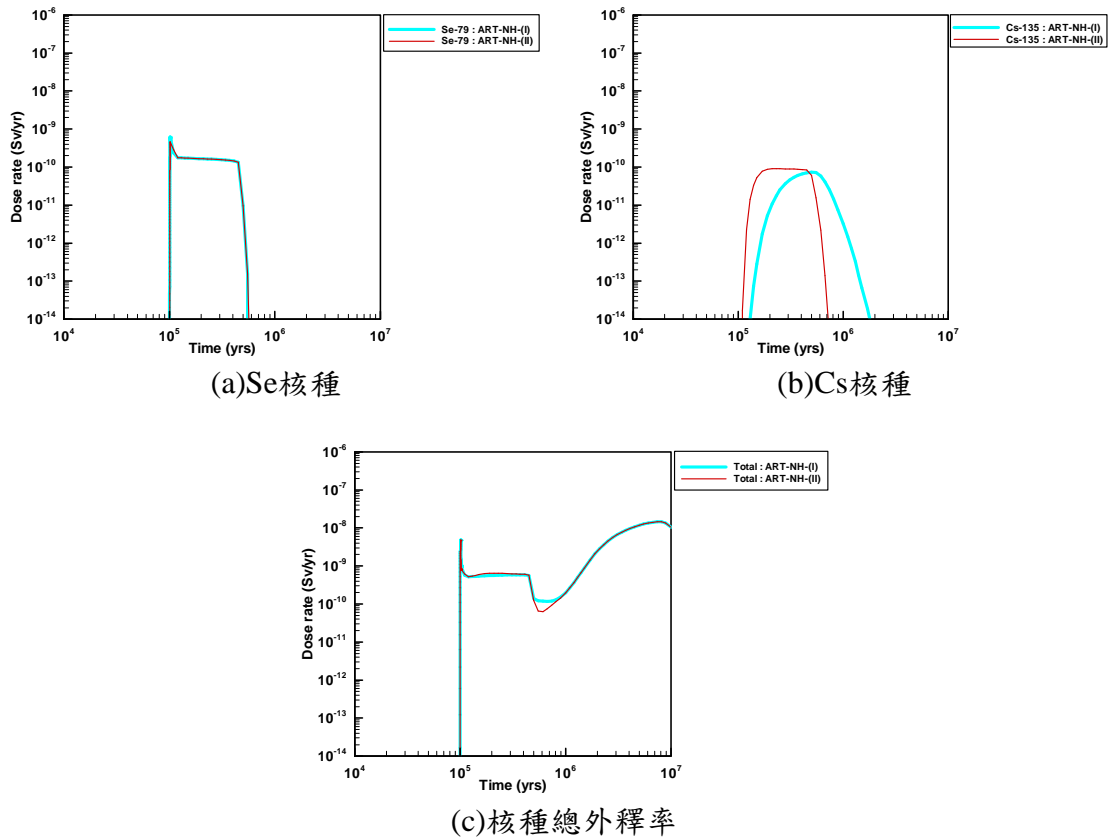 Se-79 : ART-NH-(I)
Se-79 : ART-NH-(II)
Dose rate (Sv/yr)
10⁻⁶
10⁻⁷
10⁻⁸
10⁻⁹
10⁻¹⁰
10⁻¹¹
10⁻¹²
10⁻¹³
10⁻¹⁴
10⁴ 10⁵ 10⁶ 10⁷
Time (yrs)
(a)Se核種
Cs-135 : ART-NH-(I)
Cs-135 : ART-NH-(II)
Dose rate (Sv/yr)
10⁻⁶
10⁻⁷
10⁻⁸
10⁻⁹
10⁻¹⁰
10⁻¹¹
10⁻¹²
10⁻¹³
10⁻¹⁴
10⁴ 10⁵ 10⁶ 10⁷
Time (yrs)
(b)Cs核種
Total : ART-NH-(I)
Total : ART-NH-(II)
Dose rate (Sv/yr)
10⁻⁶
10⁻⁷
10⁻⁸
10⁻⁹
10⁻¹⁰
10⁻¹¹
10⁻¹²
10⁻¹³
10⁻¹⁴
10⁴ 10⁵ 10⁶ 10⁷
Time (yrs)
(c)核種總外釋率